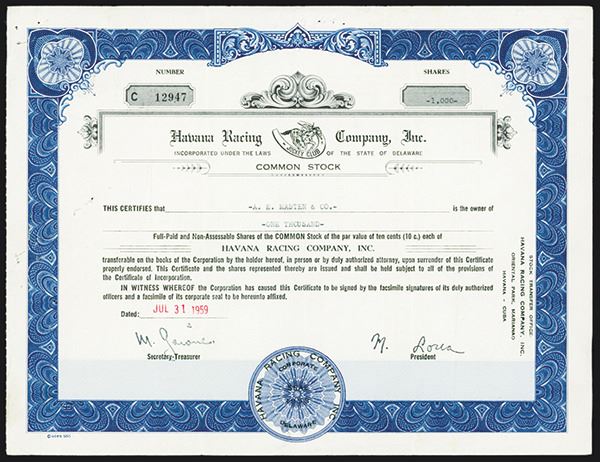 NUMBER
SHARES
C 12947
-1,000-
Havana Racing Company, Inc.
JOCKEY CLUB
INCORPORATED UNDER THE LAWS OF THE STATE OF DELAWARE
COMMON STOCK
THIS CERTIFIES that -A. E. MASTEN & CO.- is the owner of
-ONE THOUSAND-
Full-Paid and Non-Assessable Shares of the COMMON Stock of the par value of ten cents (10 c.) each of
HAVANA RACING COMPANY, INC.
transferable on the books of the Corporation by the holder hereof, in person or by duly authorized attorney, upon surrender of this Certificate
properly endorsed. This Certificate and the shares represented thereby are issued and shall be held subject to all of the provisions of
the Certificate of Incorporation.
IN WITNESS WHEREOF the Corporation has caused this Certificate to be signed by the facsimile signatures of its duly authorized
officers and a facsimile of its corporate seal to be hereunto affixed.
Dated: JUL 31 1959
M.
Secretary-Treasurer
President
HAVANA RACING COMPANY INC.
CORPORATE
DELAWARE
STOCK TRANSFER OFFICE
HAVANA RACING COMPANY, INC.
ORIENTAL PARK, MARIANAO
HAVANA - CUBA